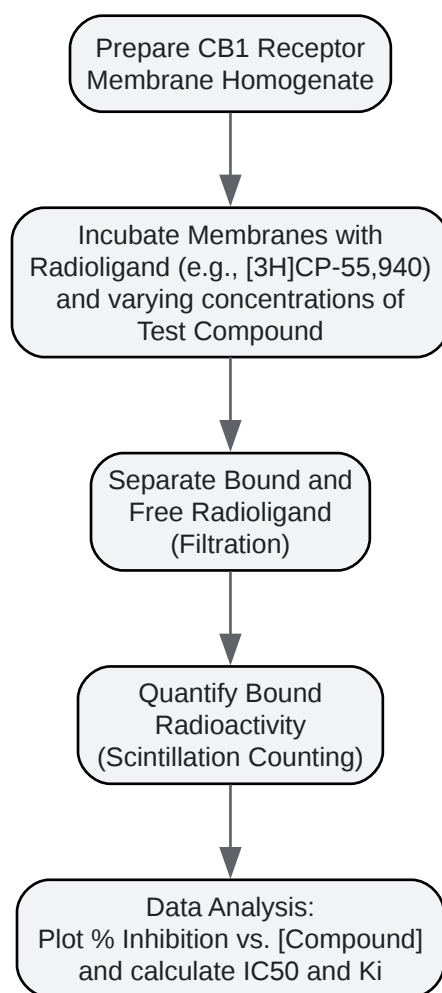 Prepare CB1 Receptor
Membrane Homogenate
Incubate Membranes with
Radioligand (e.g., [3H]CP-55,940)
and varying concentrations of
Test Compound
Separate Bound and
Free Radioligand
(Filtration)
Quantify Bound
Radioactivity
(Scintillation Counting)
Data Analysis:
Plot % Inhibition vs. [Compound]
and calculate IC50 and Ki